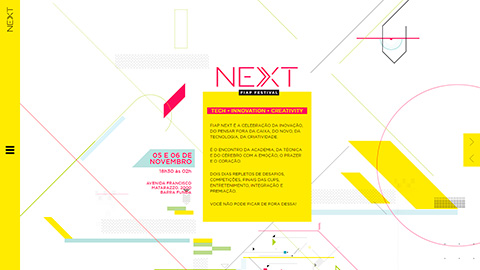 NEXT
NEXT
FIAP FESTIVAL
TECH • INNOVATION • CREATIVITY
FIAP NEXT É A CELEBRAÇÃO DA INOVAÇÃO,
DO PENSAR FORA DA CAIXA, DO NOVO, DA
TECNOLOGIA, DA CRIATIVIDADE.
É O ENCONTRO DA ACADEMIA, DA TÉCNICA
E DO CÉREBRO COM A EMOÇÃO, O PRAZER
E O CORAÇÃO.
DOIS DIAS REPLETOS DE DESAFIOS,
COMPETIÇÕES, FINAIS DAS CUPS,
ENTRETENIMENTO, INTEGRAÇÃO E
PREMIAÇÃO.
VOCÊ NÃO PODE FICAR DE FORA DESSA!
05 E 06 DE
NOVEMBRO
16h30 às 02h
AVENIDA FRANCISCO
MATARAZZO, 2000
BARRA FUNDA